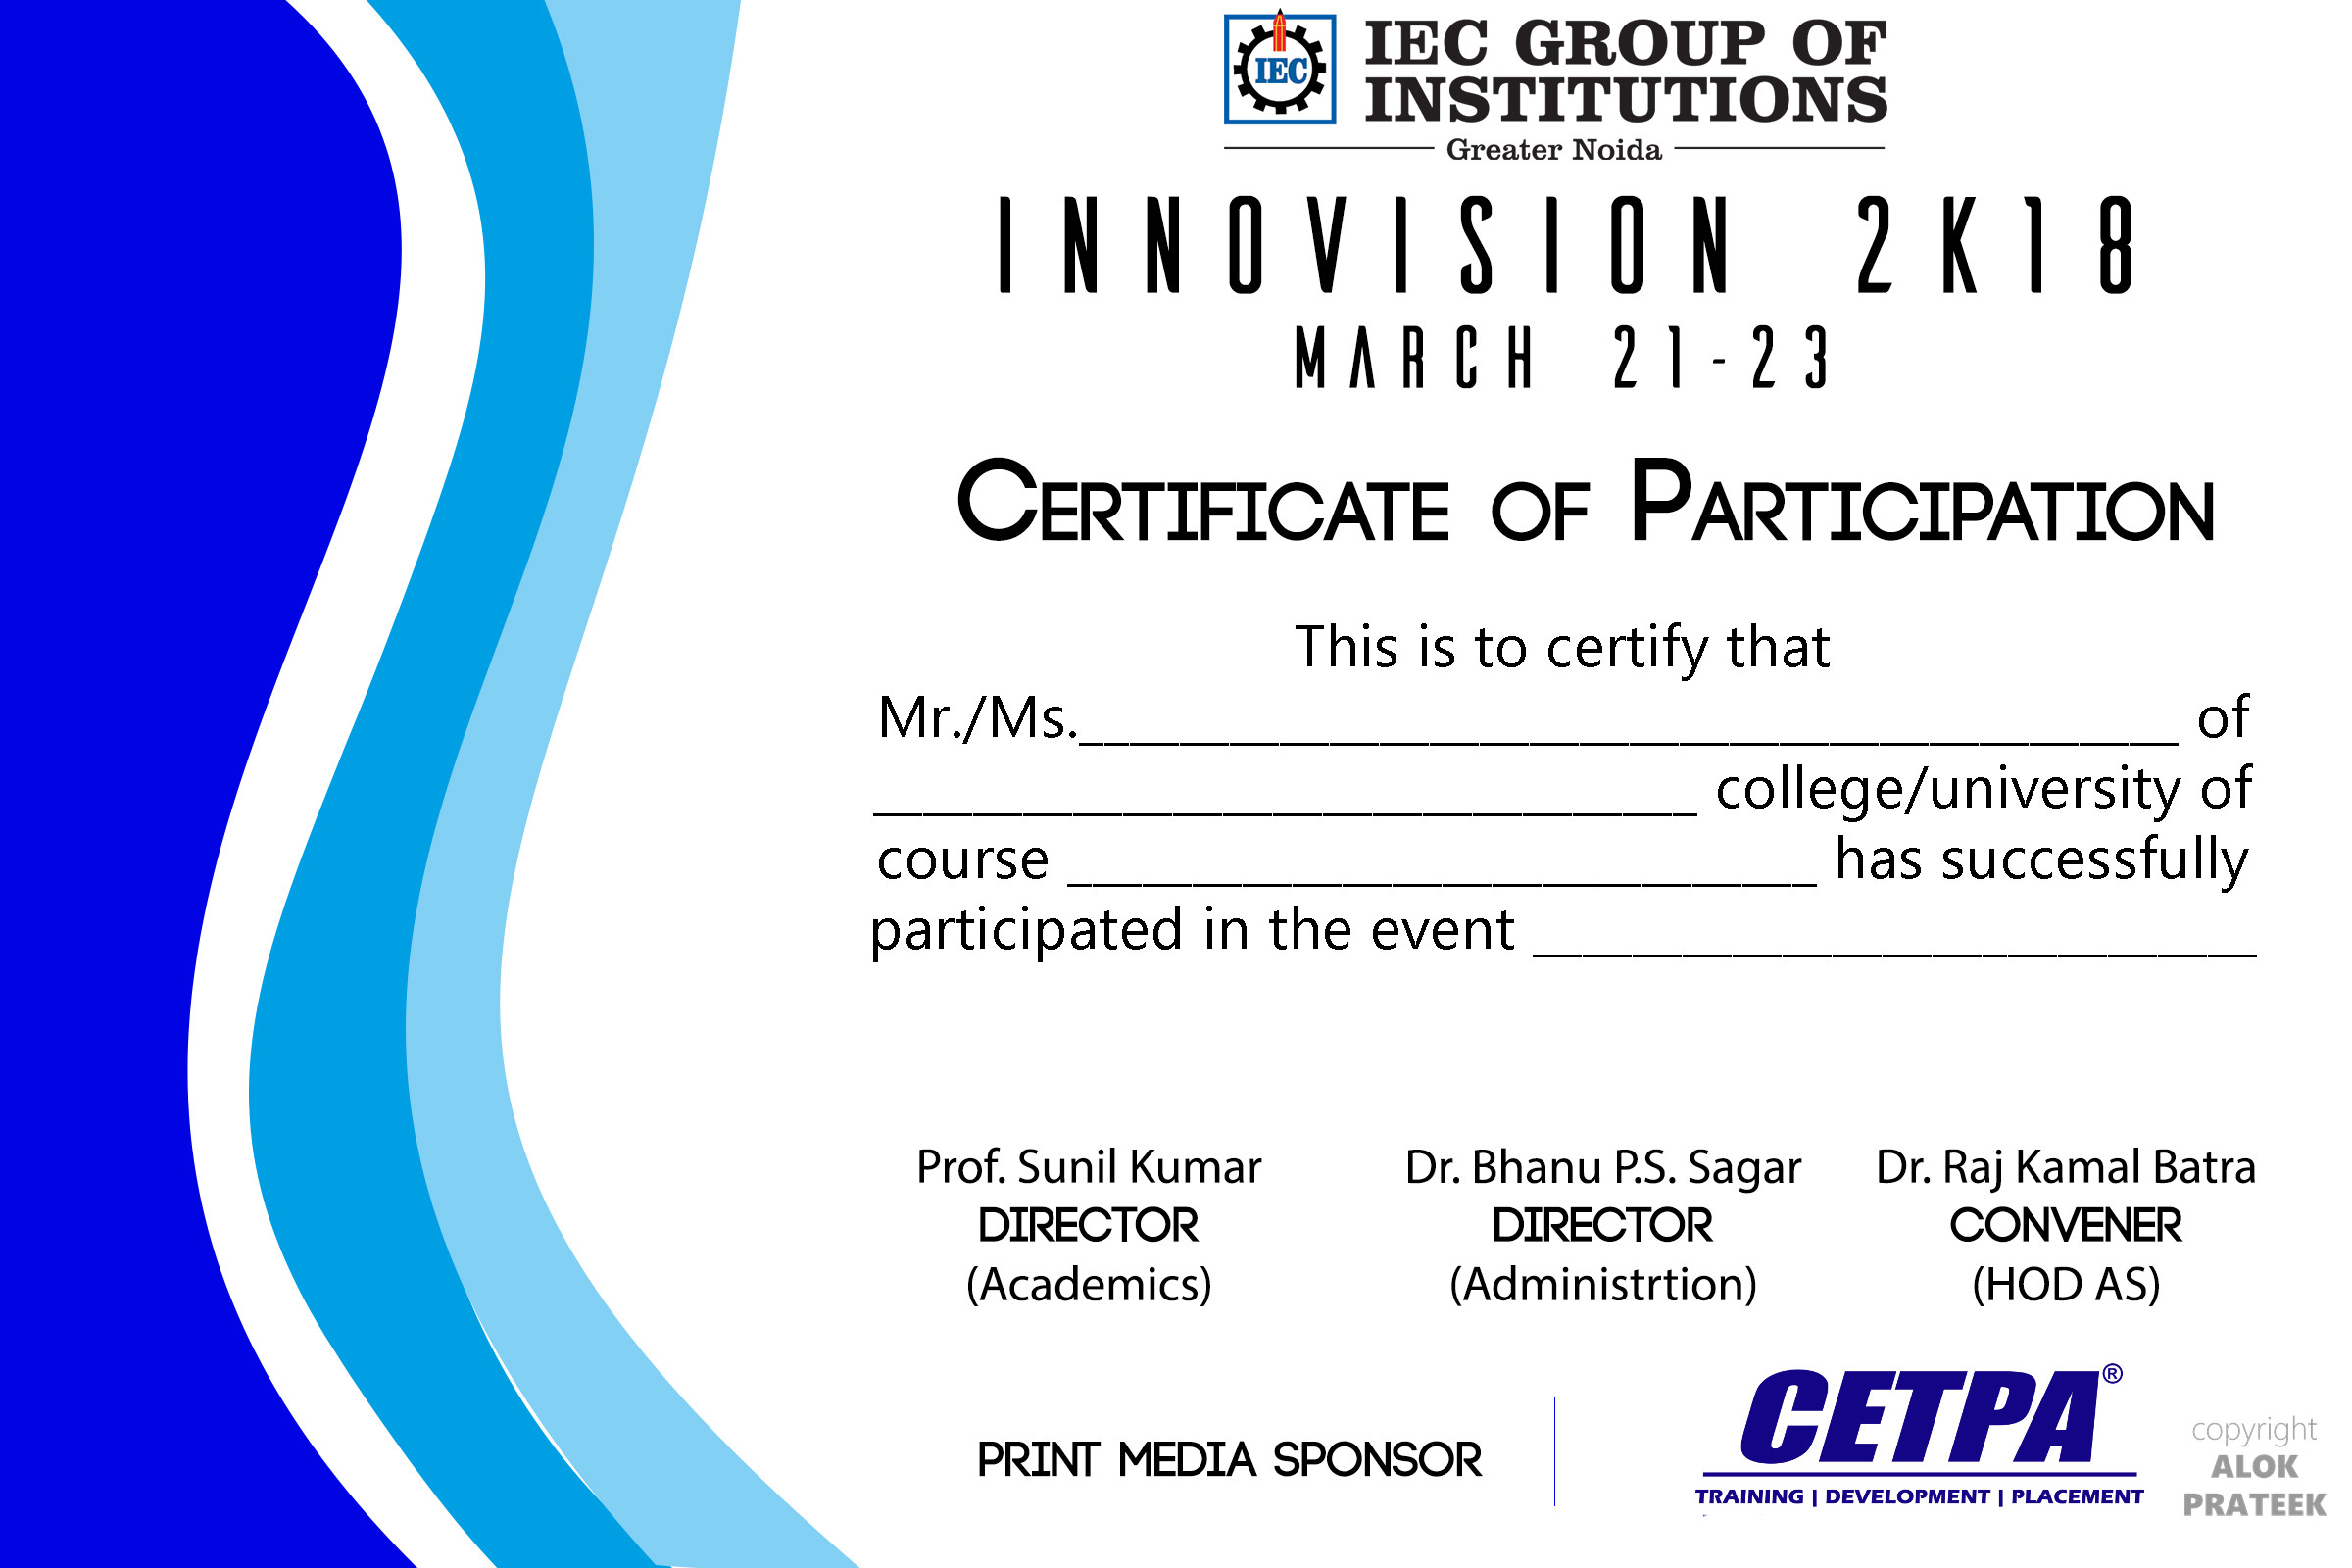 IEC
IEC GROUP OF
INSTITUTIONS
Greater Noida
INNOVISION 2K18
MARCH 21-23
CERTIFICATE OF PARTICIPATION
This is to certify that
Mr./Ms.____________________________________________ of
_________________________________ college/university of
course ______________________________ has successfully
participated in the event _____________________________
Prof. Sunil Kumar Dr. Bhanu P.S. Sagar Dr. Raj Kamal Batra
DIRECTOR DIRECTOR CONVENER
(Academics) (Administrtion) (HOD AS)
PRINT MEDIA SPONSOR
CETPA®
TRAINING | DEVELOPMENT | PLACEMENT
copyright
ALOK
PRATEEK